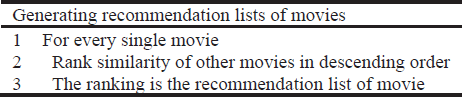 Generating recommendation lists of movies
1 For every single movie
2 Rank similarity of other movies in descending order
3 The ranking is the recommendation list of movie